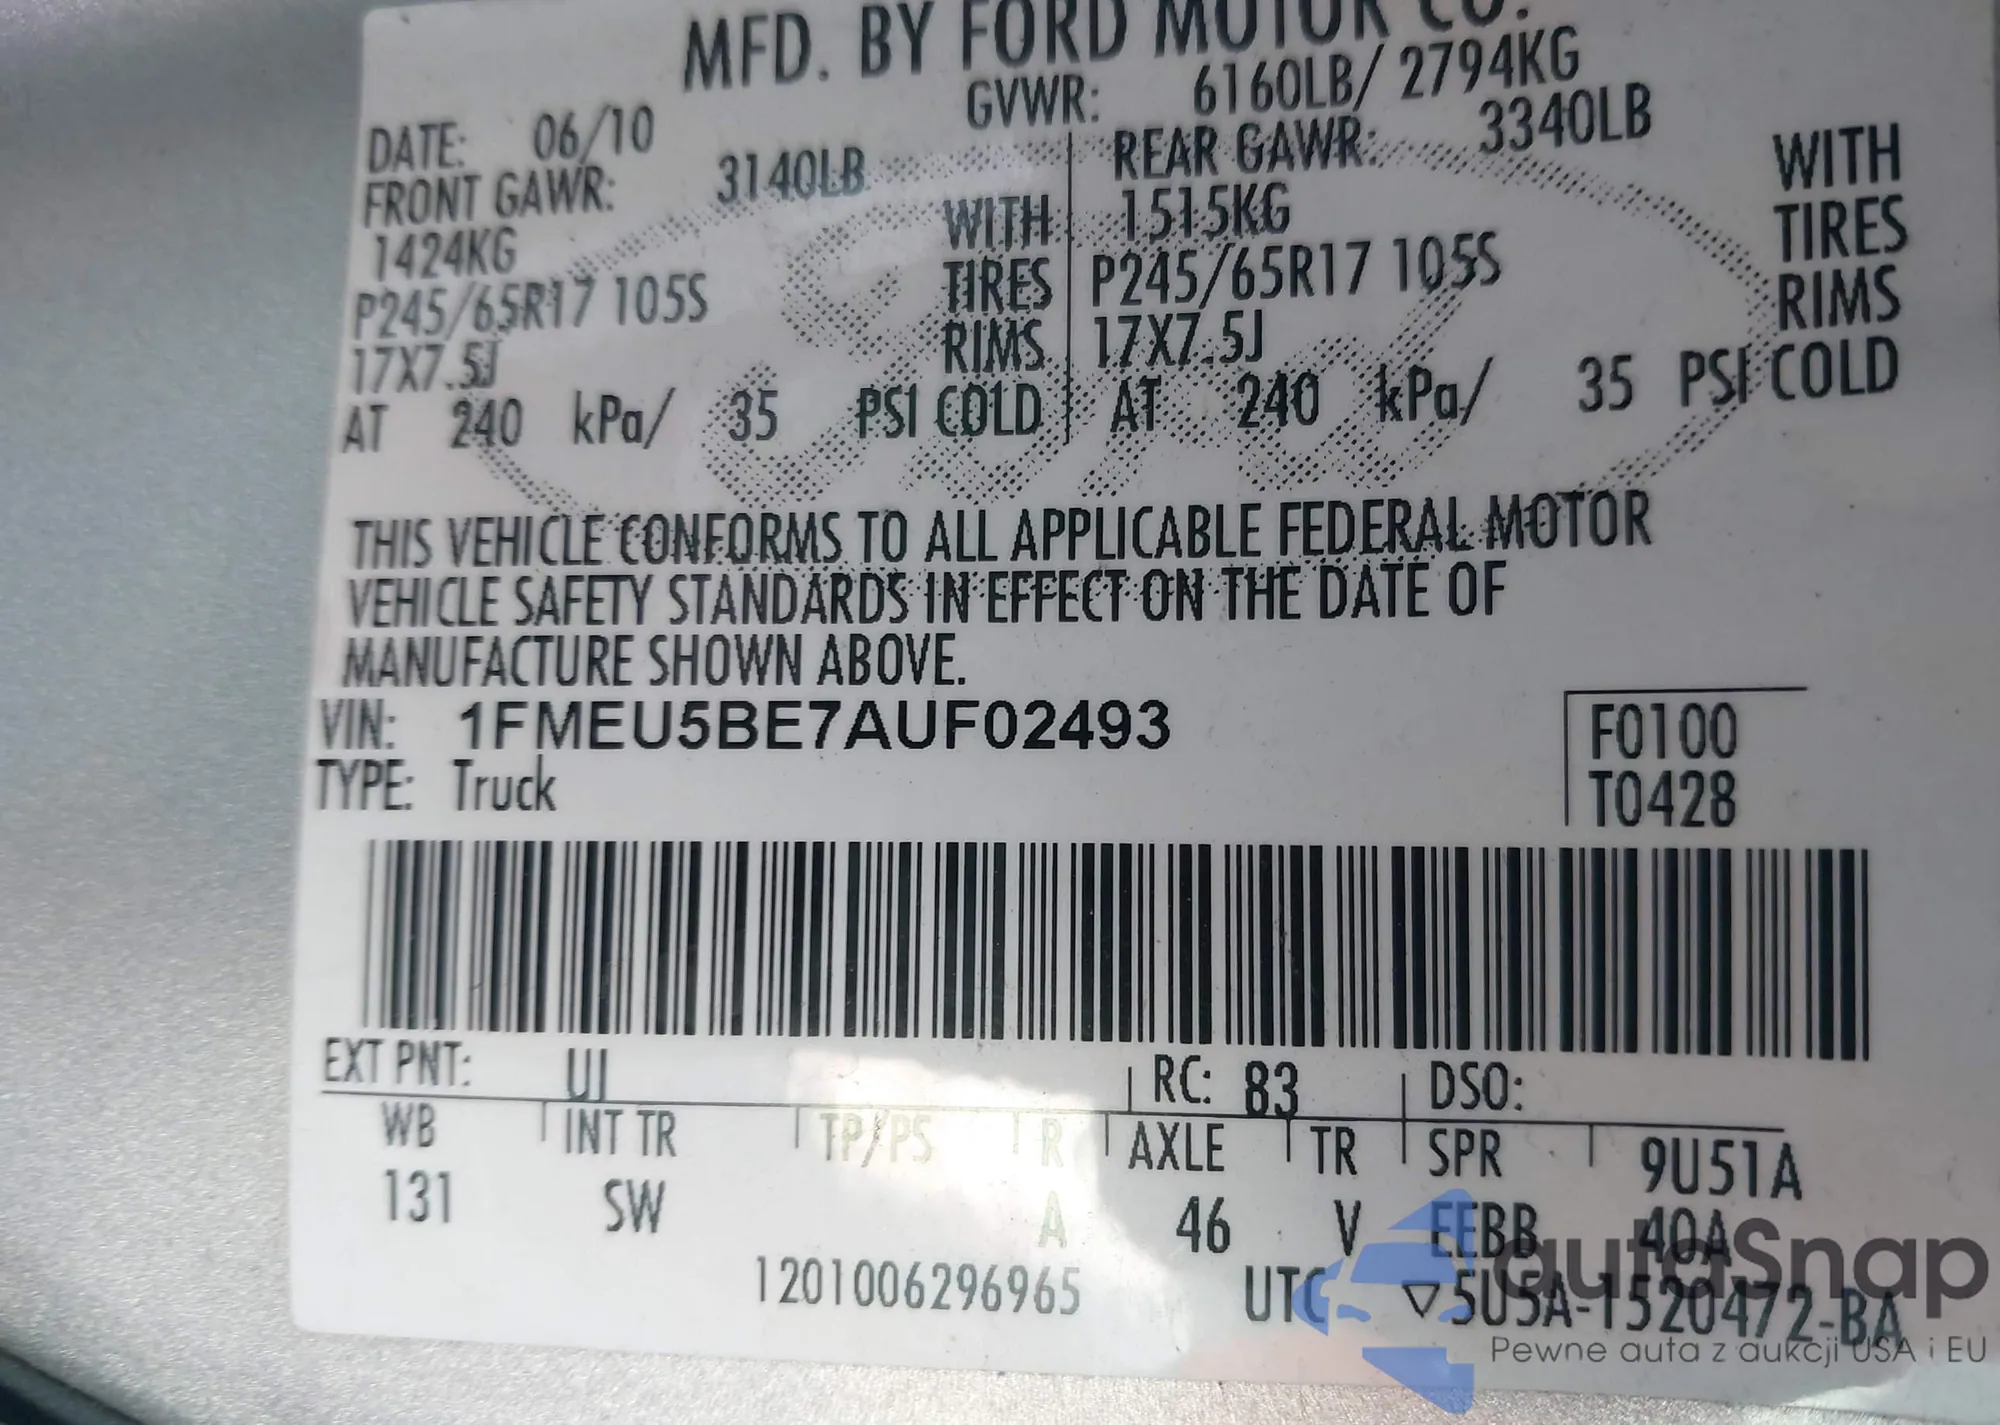 MFD. BY FORD MOTOR CO.
DATE: 06/10 GVWR: 6160LB/ 2794KG
FRONT GAWR: 3140LB REAR GAWR: 3340LB
1424KG WITH 1515KG WITH
P245/65R17 105S TIRES P245/65R17 105S TIRES
17X7.5J RIMS 17X7.5J RIMS
AT 240 kPa/ 35 PSI COLD AT 240 kPa/ 35 PSI COLD
THIS VEHICLE CONFORMS TO ALL APPLICABLE FEDERAL MOTOR
VEHICLE SAFETY STANDARDS IN EFFECT ON THE DATE OF
MANUFACTURE SHOWN ABOVE.
VIN: 1FMEU5BE7AUF02493 F0100
TYPE: Truck T0428
EXT PNT: UJ RC: 83 DSO:
WB INT TR TP/PS R AXLE TR SPR 9U51A
131 SW A 46 V EEBB 40A
1201006296965 UTC ▽5U5A-1520472-BA
autoSnap
Pewne auta z aukcji USA i EU